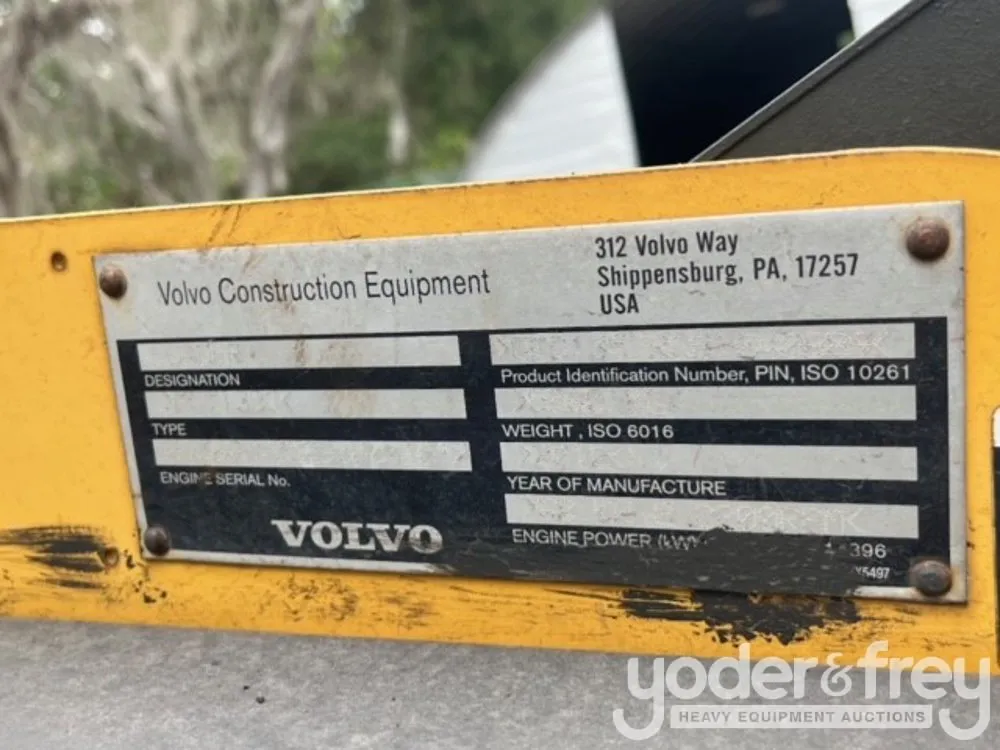 Volvo Construction Equipment
312 Volvo Way
Shippensburg, PA, 17257
USA
DESIGNATION
Product Identification Number, PIN, ISO 10261
TYPE
WEIGHT , ISO 6016
ENGINE SERIAL No.
YEAR OF MANUFACTURE
VOLVO
ENGINE POWER (kW)
yoder&frey
HEAVY EQUIPMENT AUCTIONS